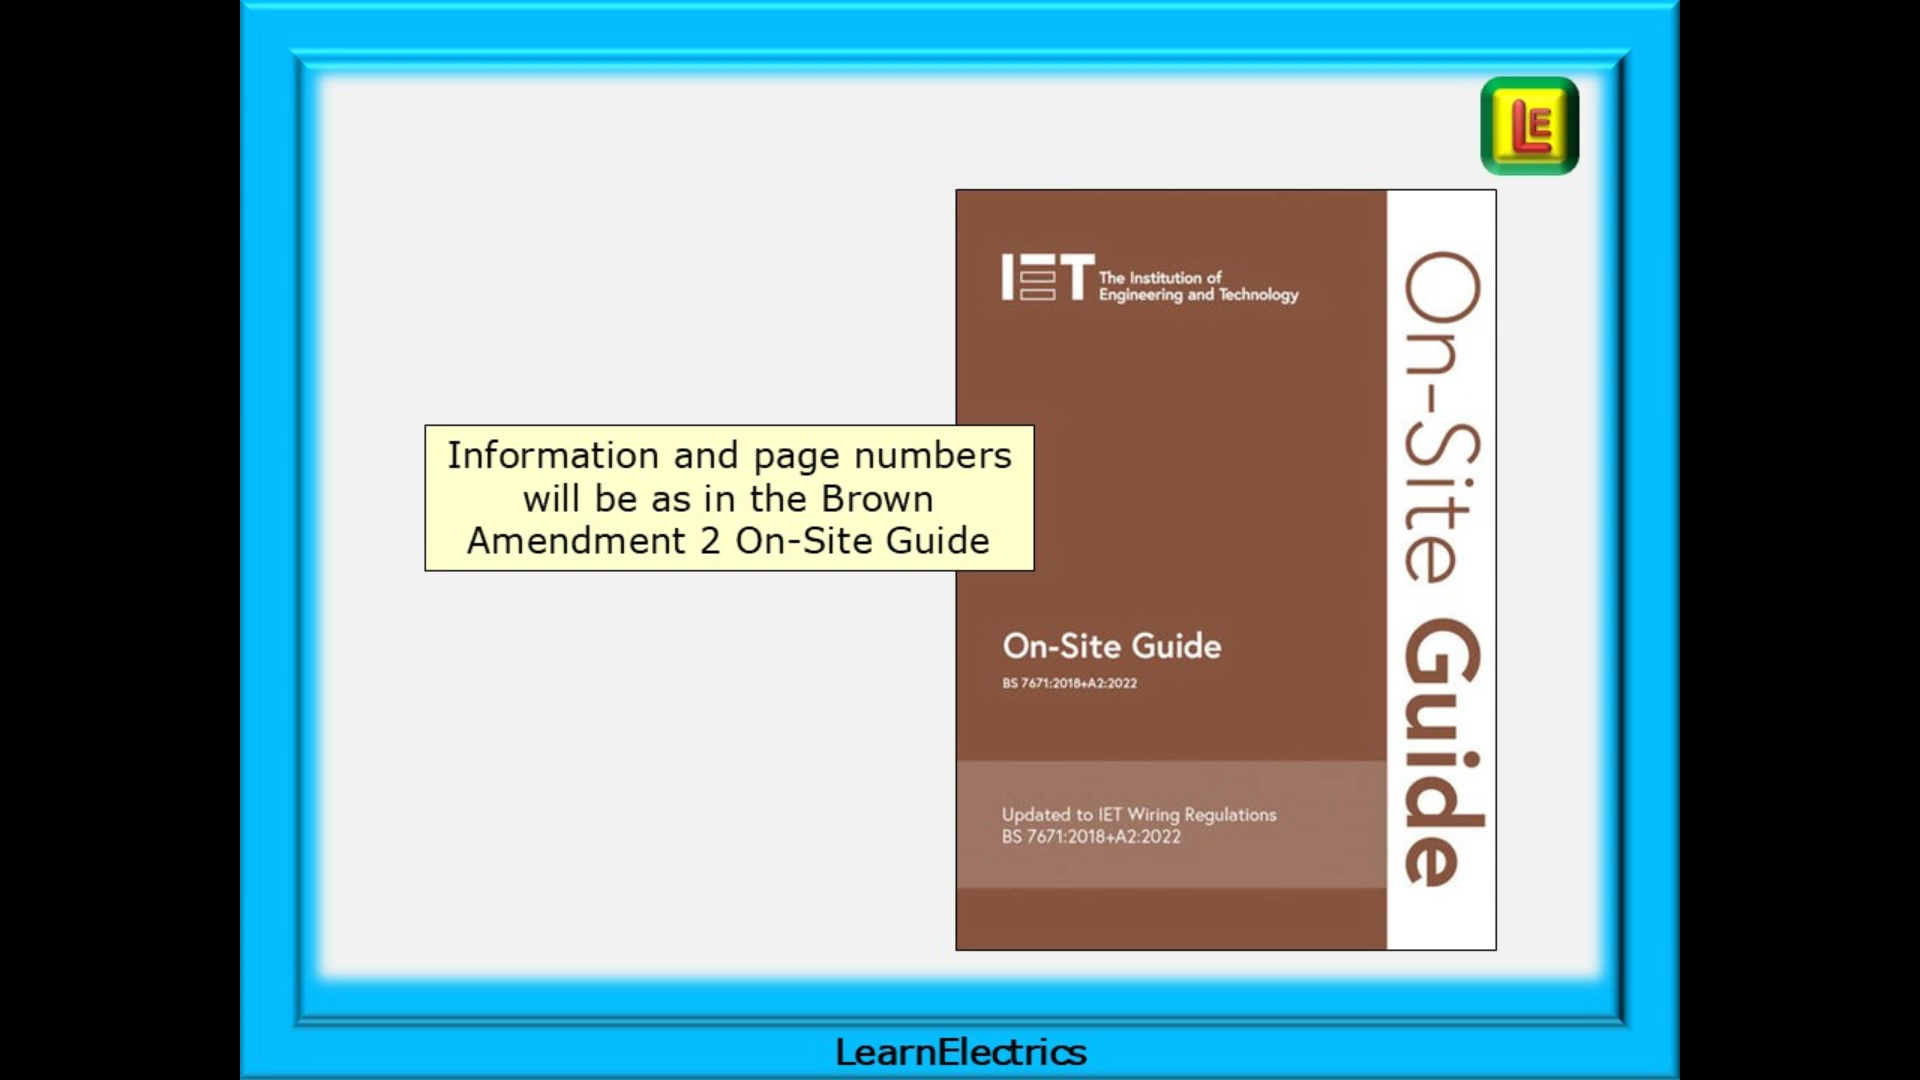 LE
IET The Institution of
Engineering and Technology
On-Site Guide
Information and page numbers
will be as in the Brown
Amendment 2 On-Site Guide
On-Site Guide
BS 7671:2018+A2:2022
Updated to IET Wiring Regulations
BS 7671:2018+A2:2022
LearnElectrics